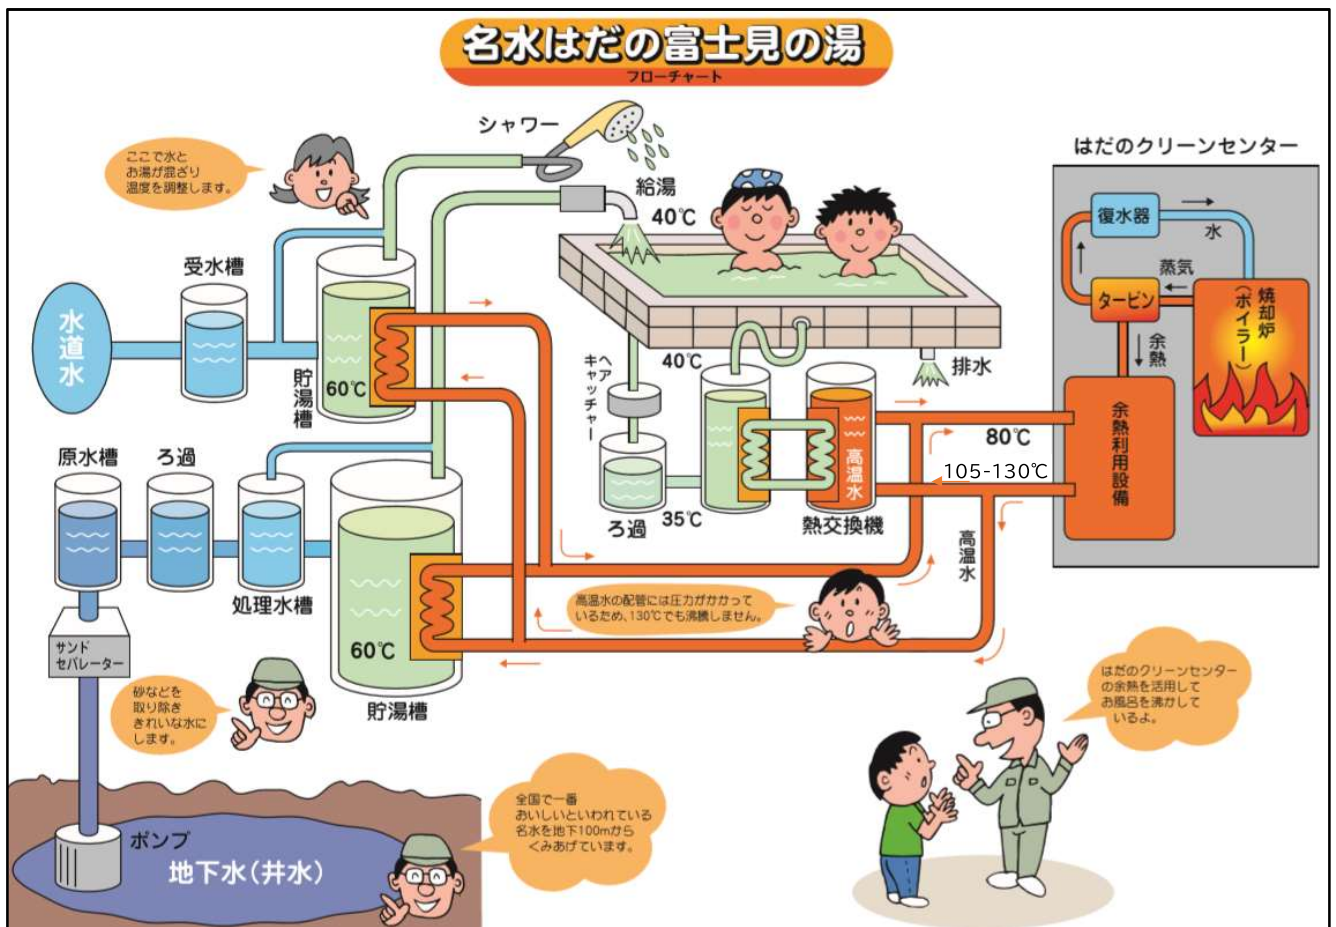 名水はだの富士見の湯
フローチャート
シャワー
ここで水と
お湯が混ざり
温度を調整します。
給湯
40℃
はだのクリーンセンター
復水器
水
蒸気
タービン
焼却炉
（ボイラー）
余熱
余熱利用設備
受水槽
水道水
貯湯槽
60℃
ヘア
キャッチャー
40℃
排水
80℃
105-130℃
高温水
熱交換機
ろ過
35℃
高温水
原水槽
ろ過
処理水槽
60℃
貯湯槽
高温水の配管には圧力がかかって
いるため、130℃でも沸騰しません。
サンド
セパレーター
砂などを
取り除き
きれいな水に
します。
はだのクリーンセンター
の余熱を活用して
お風呂を沸かして
いるよ。
全国で一番
おいしいといわれている
名水を地下100mから
くみあげています。
ポンプ
地下水（井水）